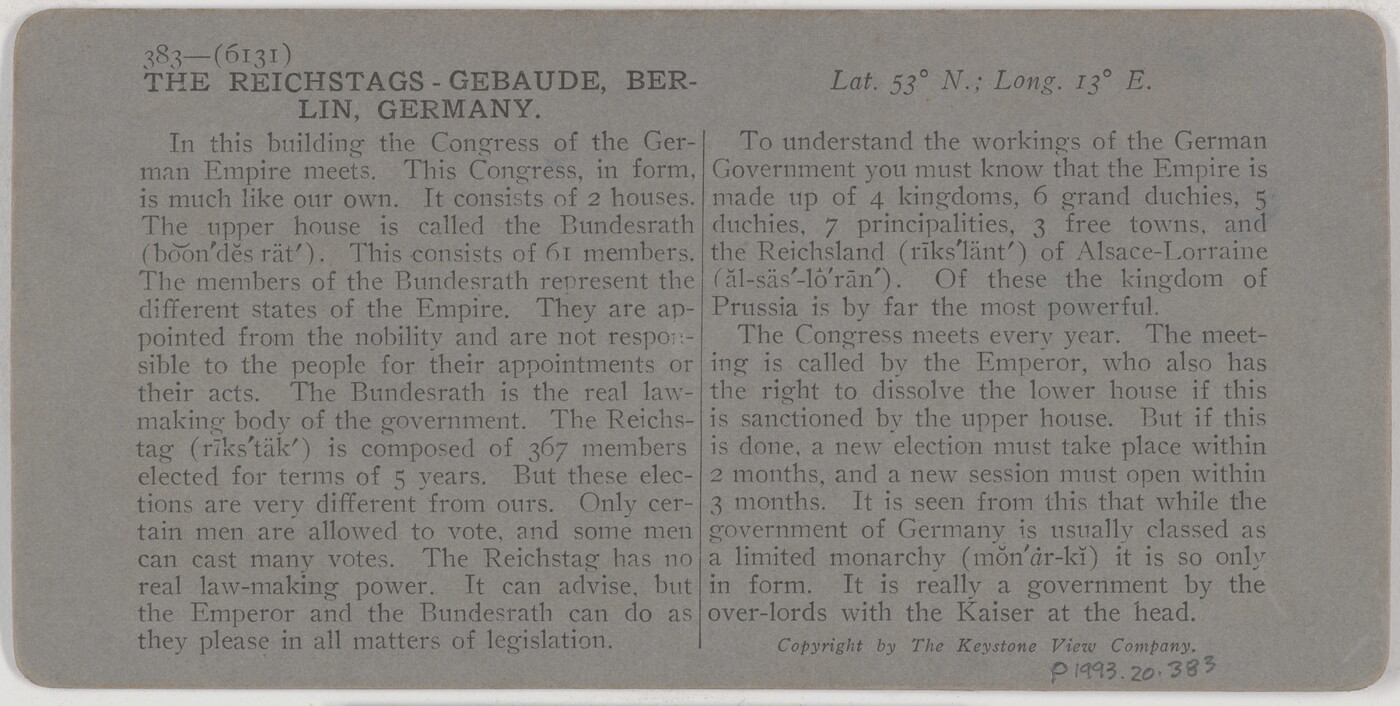 383—(6131)
THE REICHSTAGS-GEBAUDE, BER-
LIN, GERMANY.
In this building the Congress of the Ger-
man Empire meets. This Congress, in form,
is much like our own. It consists of 2 houses.
The upper house is called the Bundesrath
(bo͝on′dĕs rät′). This consists of 61 members.
The members of the Bundesrath represent the
different states of the Empire. They are ap-
pointed from the nobility and are not respon-
sible to the people for their appointments or
their acts. The Bundesrath is the real law-
making body of the government. The Reichs-
tag (rīks′täk′) is composed of 367 members
elected for terms of 5 years. But these elec-
tions are very different from ours. Only cer-
tain men are allowed to vote, and some men
can cast many votes. The Reichstag has no
real law-making power. It can advise, but
the Emperor and the Bundesrath can do as
they please in all matters of legislation.
Lat. 53° N.; Long. 13° E.
To understand the workings of the German
Government you must know that the Empire is
made up of 4 kingdoms, 6 grand duchies, 5
duchies, 7 principalities, 3 free towns, and
the Reichsland (rīks′länt′) of Alsace-Lorraine
(ăl-säs′-lô′rān′). Of these the kingdom of
Prussia is by far the most powerful.
The Congress meets every year. The meet-
ing is called by the Emperor, who also has
the right to dissolve the lower house if this
is sanctioned by the upper house. But if this
is done, a new election must take place within
2 months, and a new session must open within
3 months. It is seen from this that while the
government of Germany is usually classed as
a limited monarchy (mŏn′ȧr-kĭ) it is so only
in form. It is really a government by the
over-lords with the Kaiser at the head.
Copyright by The Keystone View Company.
P1993.20.383